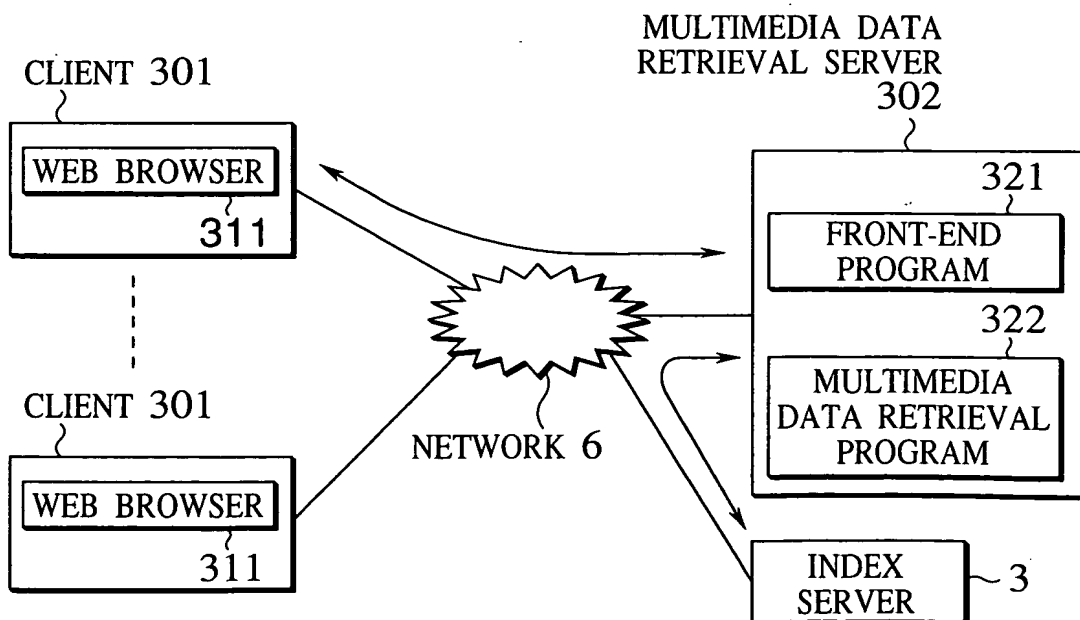 MULTIMEDIA DATA
RETRIEVAL SERVER
302
CLIENT 301
WEB BROWSER
311
321
FRONT-END
PROGRAM
322
MULTIMEDIA
DATA RETRIEVAL
PROGRAM
NETWORK 6
CLIENT 301
WEB BROWSER
311
INDEX
SERVER
3